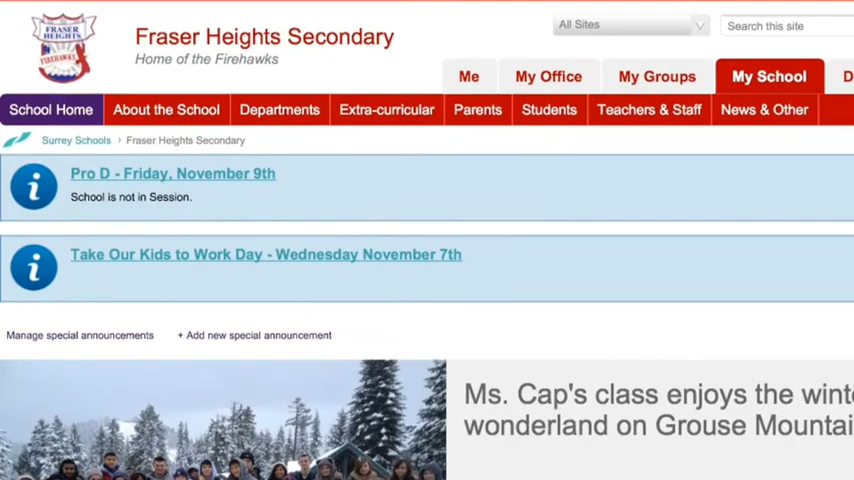 FRASER
HEIGHTS
FIREHAWKS
Fraser Heights Secondary
Home of the Firehawks
All Sites
Search this site
Me
My Office
My Groups
My School
D
School Home
About the School
Departments
Extra-curricular
Parents
Students
Teachers & Staff
News & Other
Surrey Schools › Fraser Heights Secondary
Pro D - Friday, November 9th
School is not in Session.
Take Our Kids to Work Day - Wednesday November 7th
Manage special announcements
+ Add new special announcement
Ms. Cap's class enjoys the winte
wonderland on Grouse Mountai